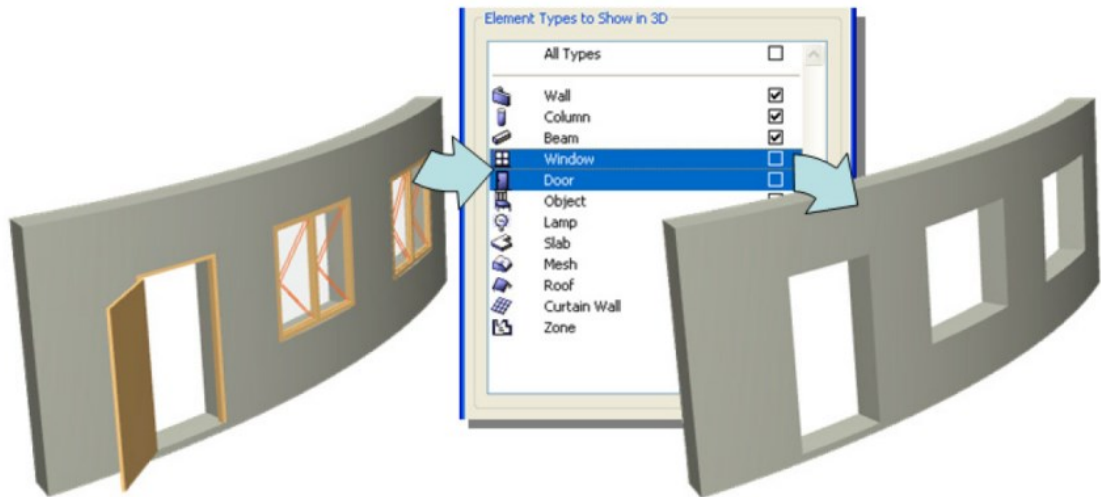 Element Types to Show in 3D
All Types
Wall
Column
Beam
Window
Door
Object
Lamp
Slab
Mesh
Roof
Curtain Wall
Zone